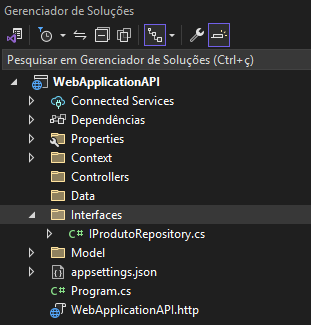 Gerenciador de Soluções
Pesquisar em Gerenciador de Soluções (Ctrl+ç)
WebApplicationAPI
Connected Services
Dependências
Properties
Context
Controllers
Data
Interfaces
C# IProdutoRepository.cs
Model
appsettings.json
C# Program.cs
WebApplicationAPI.http